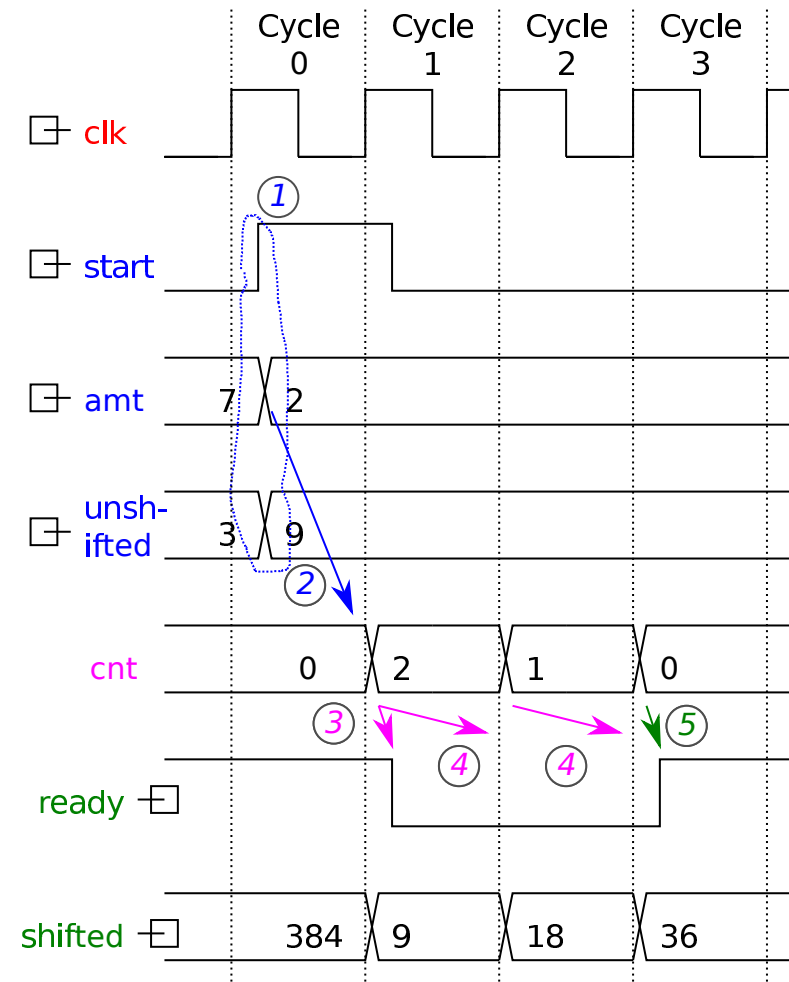 Cycle Cycle Cycle Cycle
0 1 2 3
clk
1
start
amt 7 2
unsh-
ifted 3 9
2
cnt 0 2 1 0
3 4 4 5
ready
shifted 384 9 18 36